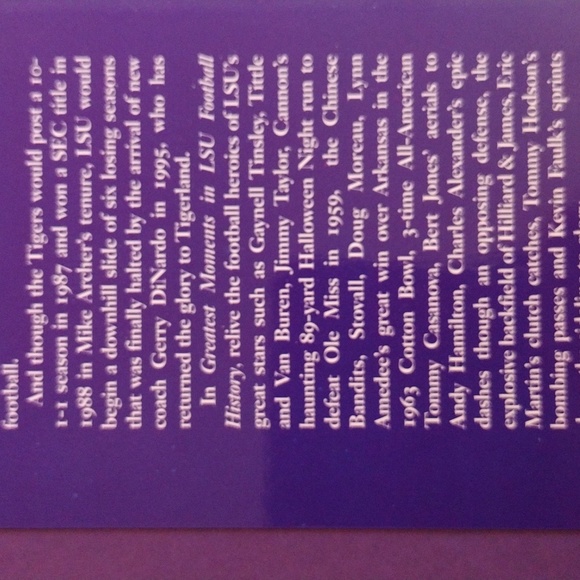 football.
And though the Tigers would post a 10-
1-1 season in 1987 and won a SEC title in
1988 in Mike Archer's tenure, LSU would
begin a downhill slide of six losing seasons
that was finally halted by the arrival of new
coach Gerry DiNardo in 1995, who has
returned the glory to Tigerland.
In Greatest Moments in LSU Football
History, relive the football heroics of LSU's
great stars such as Gaynell Tinsley, Tittle
and Van Buren, Jimmy Taylor, Cannon's
haunting 89-yard Halloween Night run to
defeat Ole Miss in 1959, the Chinese
Bandits, Stovall, Doug Moreau, Lynn
Amedee's great win over Arkansas in the
1963 Cotton Bowl, 3-time All-American
Tommy Casanova, Bert Jones' aerials to
Andy Hamilton, Charles Alexander's epic
dashes though an opposing defense, the
explosive backfield of Hilliard & James, Eric
Martin's clutch catches, Tommy Hodson's
bombing passes and Kevin Faulk's sprints